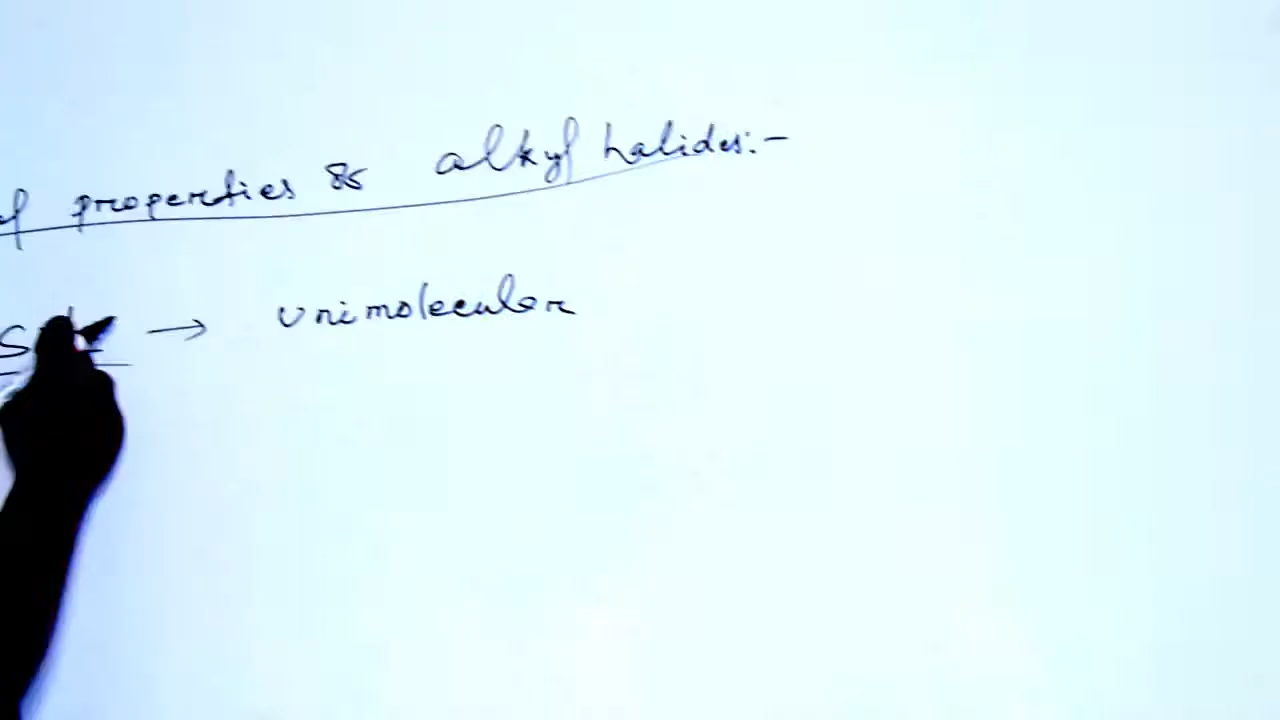 properties of alkyl halides:-
→ unimolecular